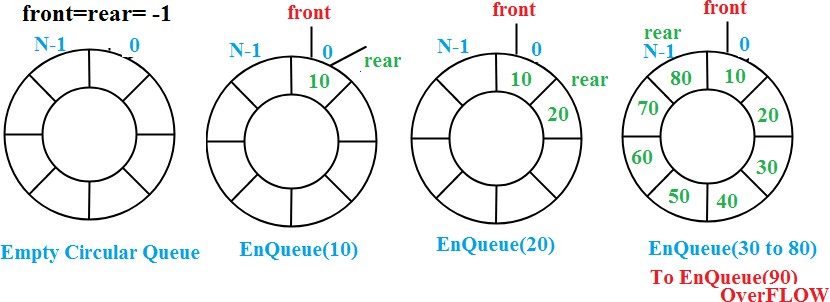 front=rear= -1
N-1
0
Empty Circular Queue
front
N-1
0
rear
10
EnQueue(10)
front
N-1
0
rear
10
20
EnQueue(20)
front
rear
N-1
0
80
10
70
20
60
30
50
40
EnQueue(30 to 80)
To EnQueue(90)
OverFLOW